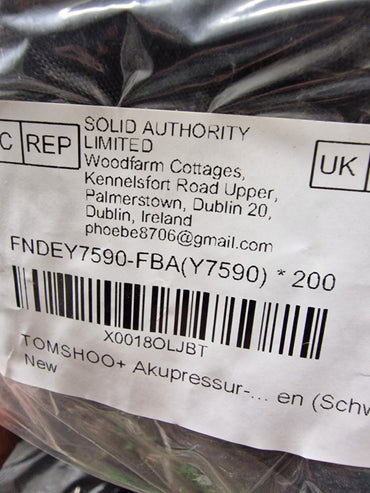 C REP
SOLID AUTHORITY
LIMITED
Woodfarm Cottages,
Kennelsfort Road Upper,
Palmerstown, Dublin 20,
Dublin, Ireland
phoebe8706@gmail.com
UK
FNDEY7590-FBA(Y7590) * 200
X0018OLJBT
TOMSHOO+ Akupressur-... en (Schw
New